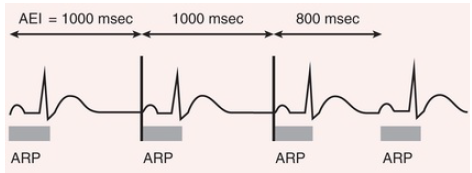 AEI = 1000 msec 1000 msec 800 msec
ARP ARP ARP ARP